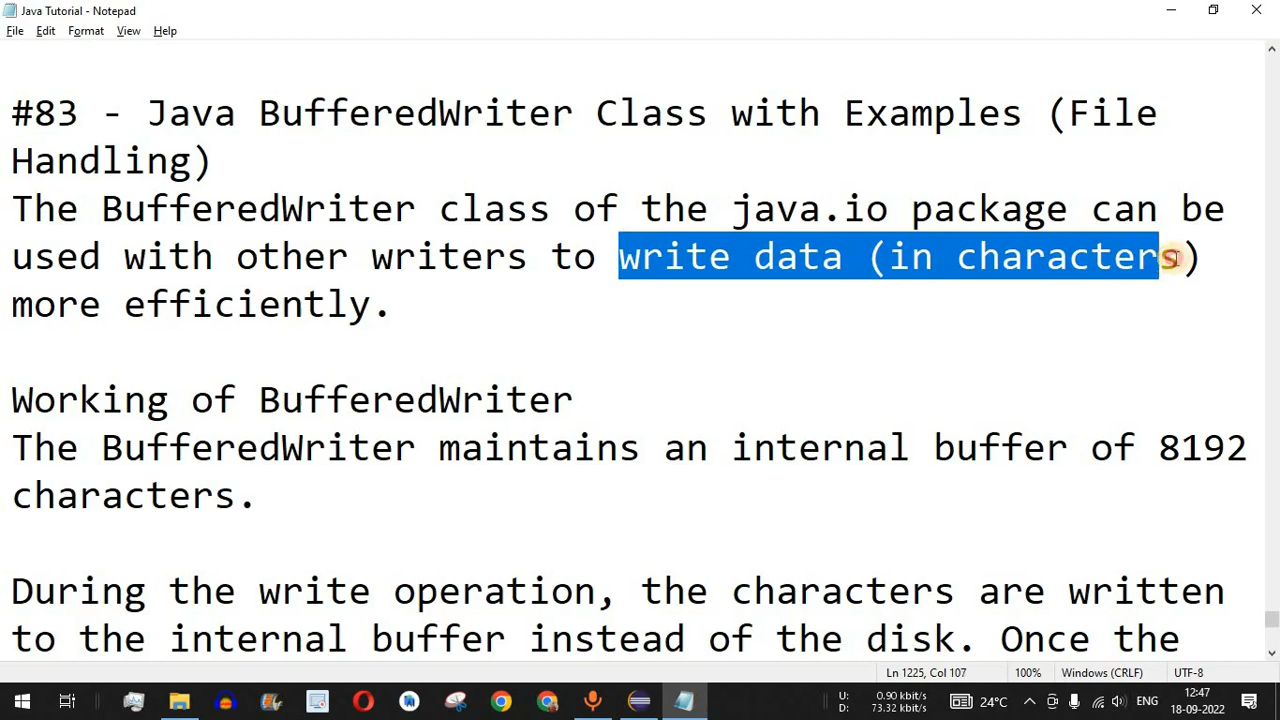 Java Tutorial - Notepad
File Edit Format View Help
#83 - Java BufferedWriter Class with Examples (File
Handling)
The BufferedWriter class of the java.io package can be
used with other writers to write data (in characters)
more efficiently.
Working of BufferedWriter
The BufferedWriter maintains an internal buffer of 8192
characters.
During the write operation, the characters are written
to the internal buffer instead of the disk. Once the
Ln 1225, Col 107 100% Windows (CRLF) UTF-8
U: 0.90 kbit/s
D: 73.32 kbit/s
24°C
ENG
12:47
18-09-2022